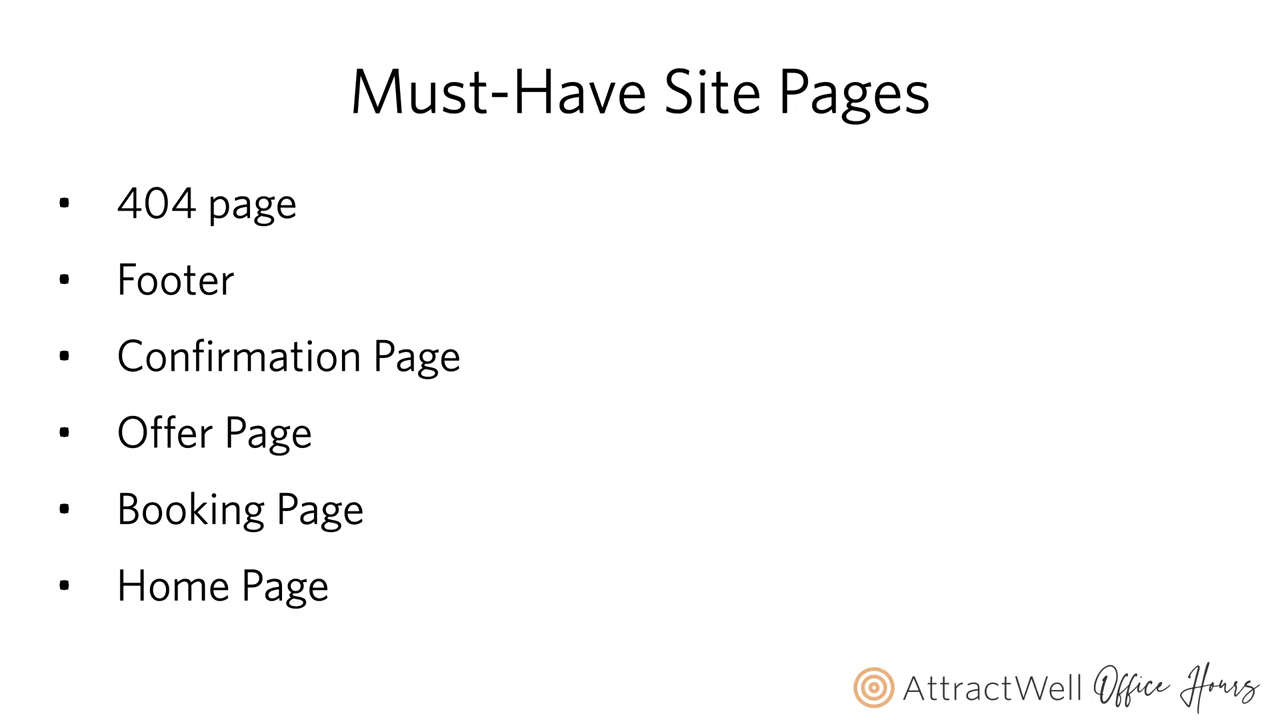 Must-Have Site Pages
• 404 page
• Footer
• Confirmation Page
• Offer Page
• Booking Page
• Home Page
AttractWell Office Hours